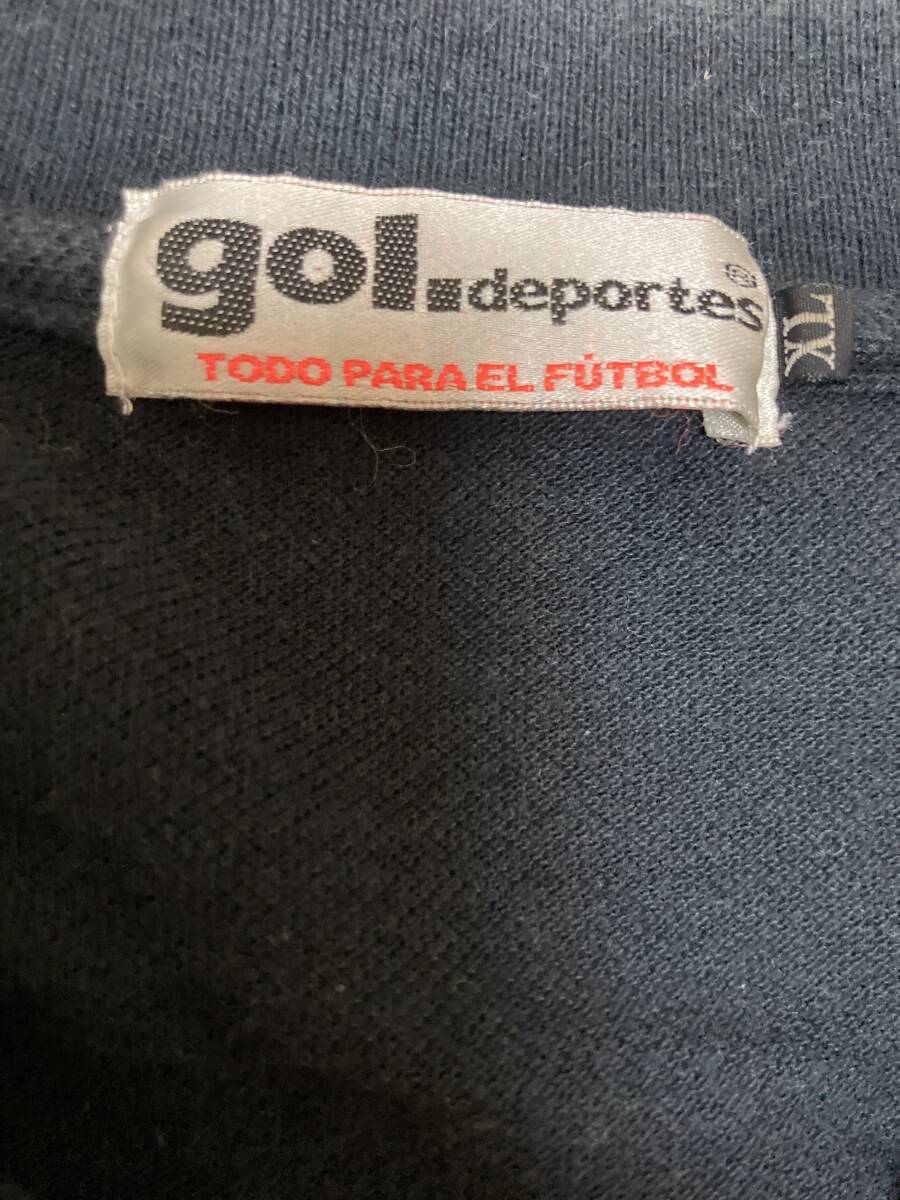 gol.deportes®
TODO PARA EL FÚTBOL
XL